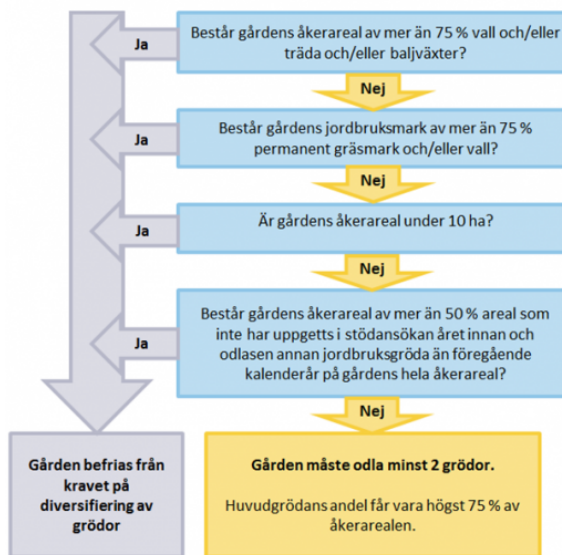 Består gårdens åkerareal av mer än 75 % vall och/eller
träda och/eller baljväxter?
Ja
Nej
Består gårdens jordbruksmark av mer än 75 %
permanent gräsmark och/eller vall?
Ja
Nej
Är gårdens åkerareal under 10 ha?
Ja
Nej
Består gårdens åkerareal av mer än 50 % areal som
inte har uppgetts i stödansökan året innan och
odlasen annan jordbruksgröda än föregående
kalenderår på gårdens hela åkerareal?
Ja
Nej
Gården befrias från
kravet på
diversifiering av
grödor
Gården måste odla minst 2 grödor.
Huvudgrödans andel får vara högst 75 % av
åkerarealen.